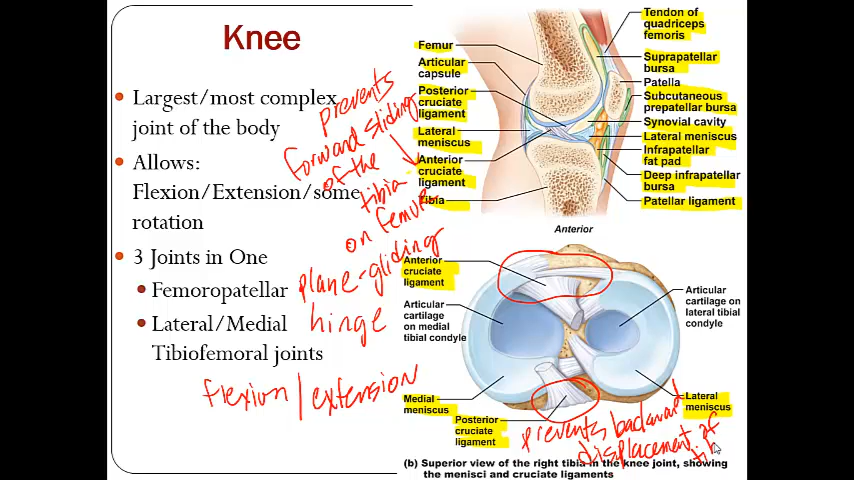 Knee
Largest/most complex
joint of the body
Allows:
Flexion/Extension/some
rotation
3 Joints in One
Femoropatellar
Lateral/Medial
Tibiofemoral joints
prevents
forward sliding
of the
tibia
on femur
plane-gliding
hinge
flexion/extension
Femur
Articular
capsule
Posterior
cruciate
ligament
Lateral
meniscus
Anterior
cruciate
ligament
Tibia
Tendon of
quadriceps
femoris
Suprapatellar
bursa
Patella
Subcutaneous
prepatellar bursa
Synovial cavity
Lateral meniscus
Infrapatellar
fat pad
Deep infrapatellar
bursa
Patellar ligament
Anterior
Anterior
cruciate
ligament
Articular
cartilage
on medial
tibial condyle
Medial
meniscus
Posterior
cruciate
ligament
Articular
cartilage on
lateral tibial
condyle
Lateral
meniscus
prevents backward
displacement of
(b) Superior view of the right tibia in the knee joint, showing
the menisci and cruciate ligaments